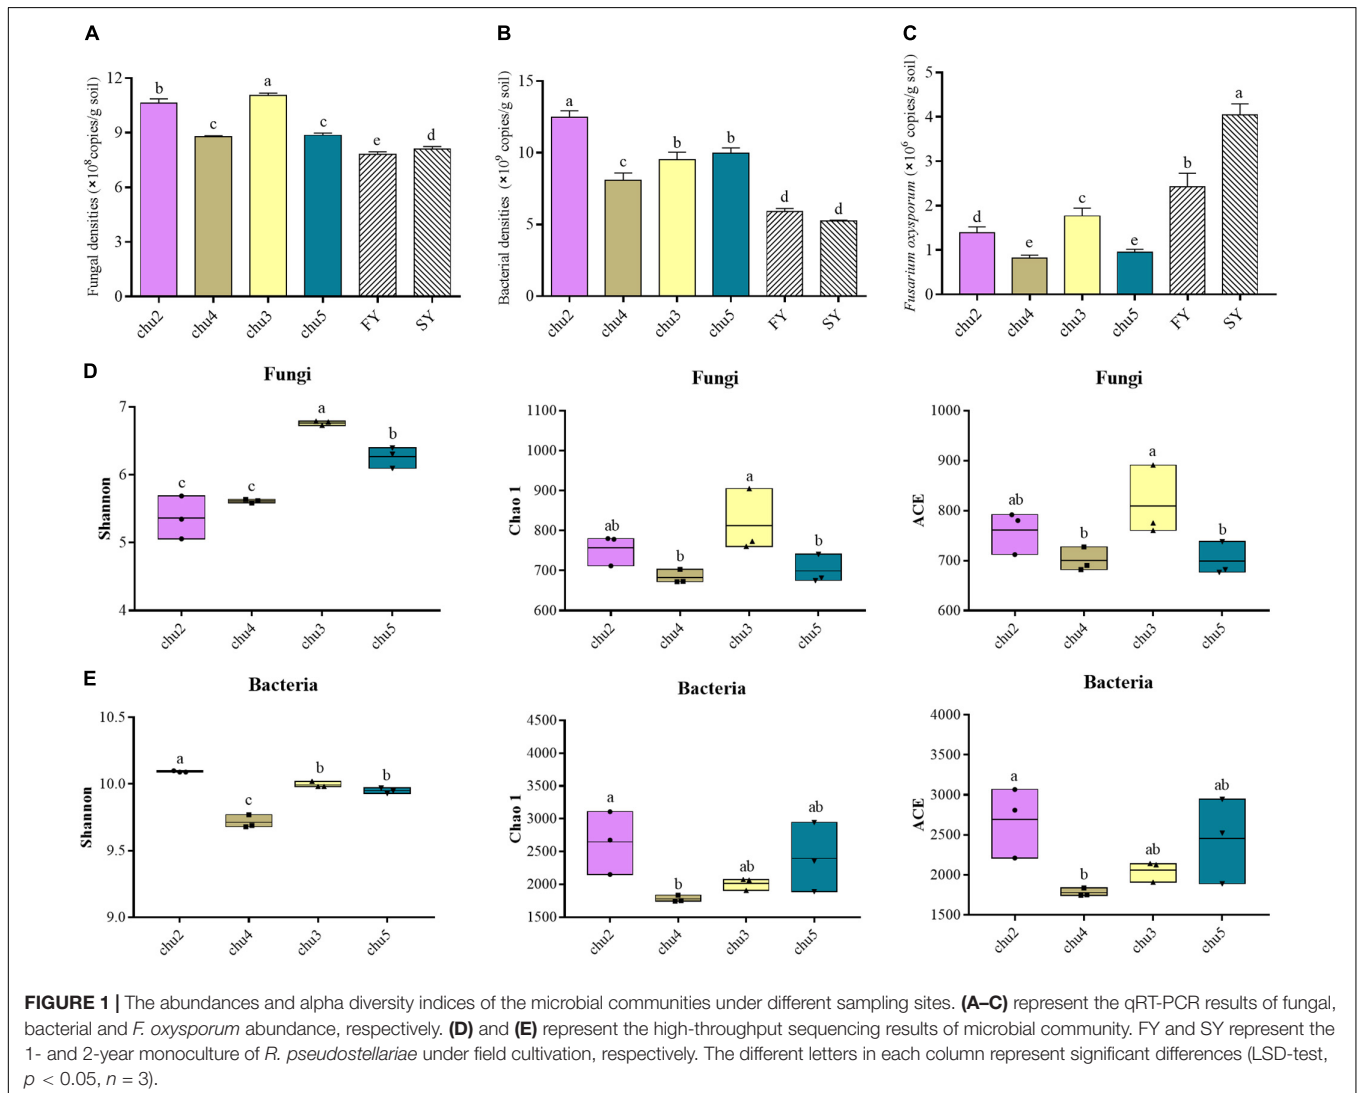 A
Fungal densities (×10⁸copies/g soil)
12
9
6
3
0
b
c
a
c
e
d
chu2
chu4
chu3
chu5
FY
SY
B
Bacterial densities (×10⁹ copies/g soil)
15
10
5
0
a
c
b
b
d
d
chu2
chu4
chu3
chu5
FY
SY
C
Fusarium oxysporum (×10⁶ copies/g soil)
5
4
3
2
1
0
d
e
c
e
b
a
chu2
chu4
chu3
chu5
FY
SY
D
Fungi
Shannon
7
6
5
4
c
c
a
b
chu2
chu4
chu3
chu5
Fungi
Chao 1
1100
1000
900
800
700
600
ab
b
a
b
chu2
chu4
chu3
chu5
Fungi
ACE
1000
900
800
700
600
ab
b
a
b
chu2
chu4
chu3
chu5
E
Bacteria
Shannon
10.5
10.0
9.5
9.0
a
c
b
b
chu2
chu4
chu3
chu5
Bacteria
Chao 1
4500
4000
3500
3000
2500
2000
1500
a
b
ab
ab
chu2
chu4
chu3
chu5
Bacteria
ACE
4000
3500
3000
2500
2000
1500
a
b
ab
ab
chu2
chu4
chu3
chu5
FIGURE 1 | The abundances and alpha diversity indices of the microbial communities under different sampling sites. (A–C) represent the qRT-PCR results of fungal,
bacterial and F. oxysporum abundance, respectively. (D) and (E) represent the high-throughput sequencing results of microbial community. FY and SY represent the
1- and 2-year monoculture of R. pseudostellariae under field cultivation, respectively. The different letters in each column represent significant differences (LSD-test,
p < 0.05, n = 3).